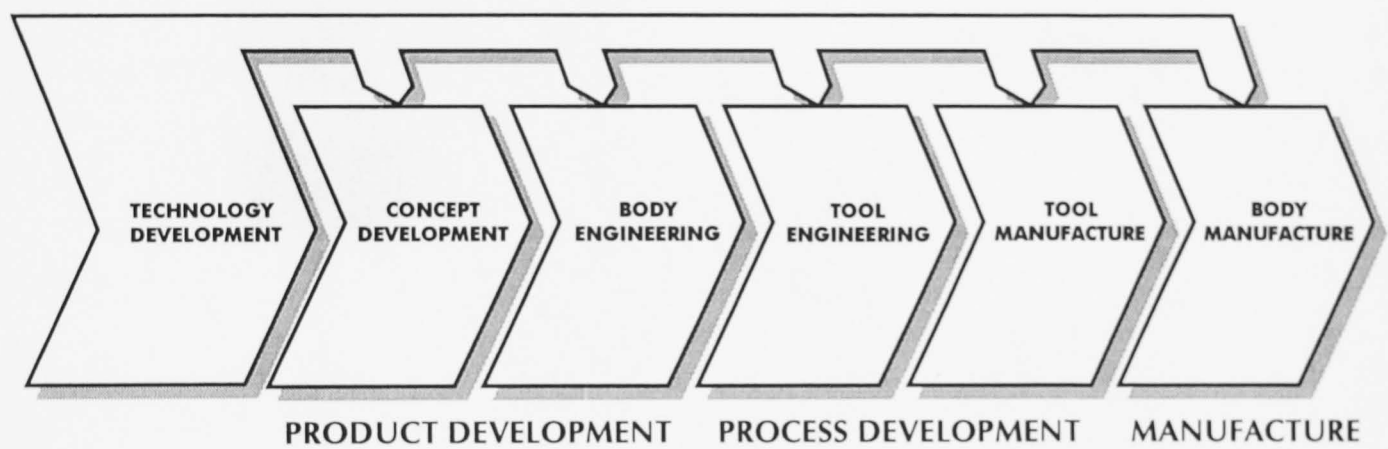 TECHNOLOGY
DEVELOPMENT
CONCEPT
DEVELOPMENT
BODY
ENGINEERING
TOOL
ENGINEERING
TOOL
MANUFACTURE
BODY
MANUFACTURE
PRODUCT DEVELOPMENT
PROCESS DEVELOPMENT
MANUFACTURE